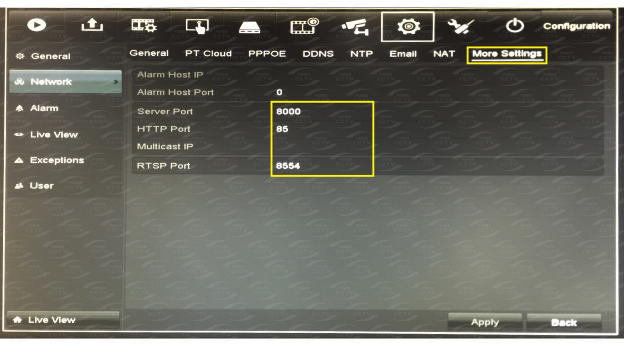 Configuration
General
Network
Alarm
Live View
Exceptions
User
Live View
General PT Cloud PPPOE DDNS NTP Email NAT More Settings
Alarm Host IP
Alarm Host Port 0
Server Port 8000
HTTP Port 85
Multicast IP
RTSP Port 8554
Apply Back